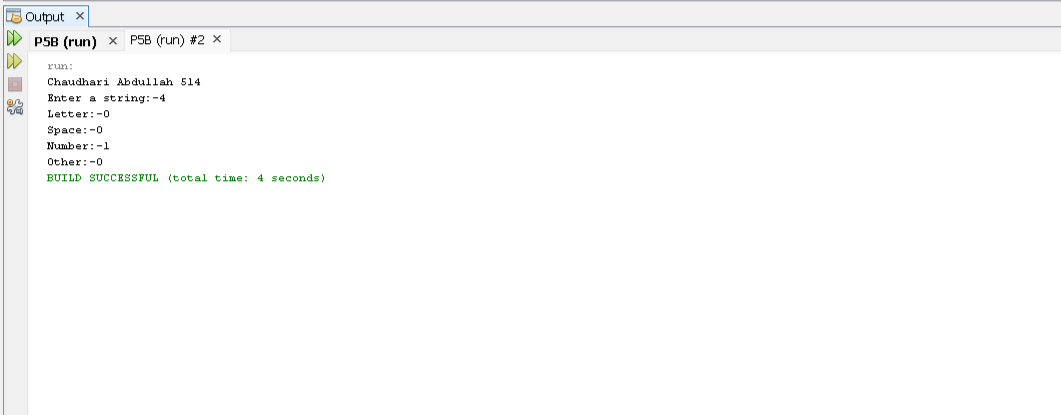 Output
P5B (run)
P5B (run) #2
run:
Chaudhari Abdullah 514
Enter a string:-4
Letter:-0
Space:-0
Number:-1
Other:-0
BUILD SUCCESSFUL (total time: 4 seconds)